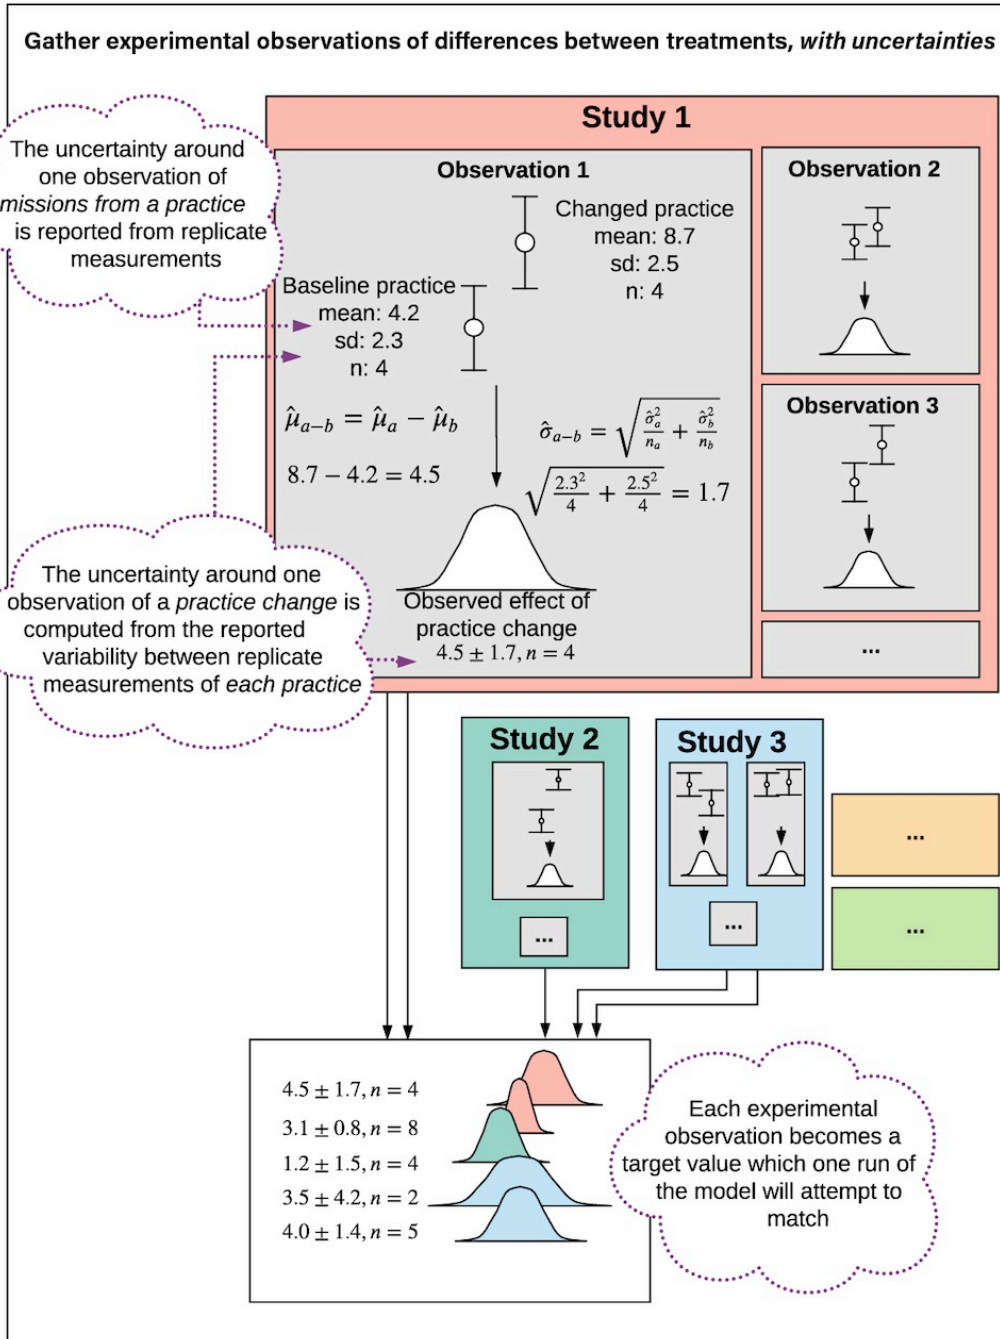 Gather experimental observations of differences between treatments, with uncertainties
Study 1
The uncertainty around
one observation of
missions from a practice
is reported from replicate
measurements
Observation 1
Changed practice
mean: 8.7
sd: 2.5
n: 4
Baseline practice
mean: 4.2
sd: 2.3
n: 4
μ̂_{a−b} = μ̂_a − μ̂_b
8.7 − 4.2 = 4.5
σ̂_{a−b} = √(σ̂_a²/n_a + σ̂_b²/n_b)
√(2.3²/4 + 2.5²/4) = 1.7
Observed effect of
practice change
4.5 ± 1.7, n = 4
Observation 2
Observation 3
...
The uncertainty around one
observation of a practice change is
computed from the reported
variability between replicate
measurements of each practice
Study 2
...
Study 3
...
...
...
4.5 ± 1.7, n = 4
3.1 ± 0.8, n = 8
1.2 ± 1.5, n = 4
3.5 ± 4.2, n = 2
4.0 ± 1.4, n = 5
Each experimental
observation becomes a
target value which one run of
the model will attempt to
match